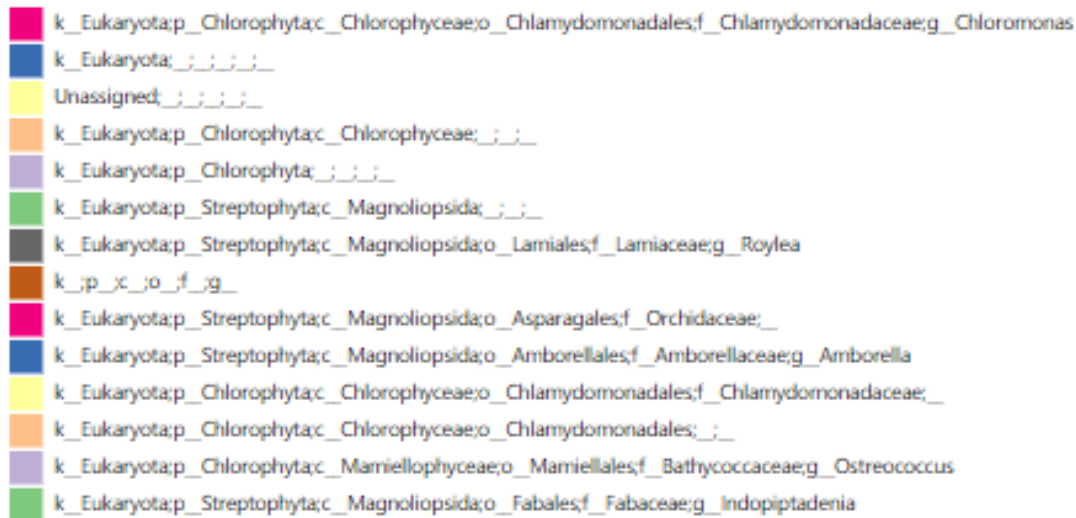 k__Eukaryota;p__Chlorophyta;c__Chlorophyceae;o__Chlamydomonadales;f__Chlamydomonadaceae;g__Chloromonas
k__Eukaryota;__;__;__;__;__
Unassigned;__;__;__;__;__
k__Eukaryota;p__Chlorophyta;c__Chlorophyceae;__;__;__
k__Eukaryota;p__Chlorophyta;__;__;__;__
k__Eukaryota;p__Streptophyta;c__Magnoliopsida;__;__;__
k__Eukaryota;p__Streptophyta;c__Magnoliopsida;o__Lamiales;f__Lamiaceae;g__Roylea
k__;p__;c__;o__;f__;g__
k__Eukaryota;p__Streptophyta;c__Magnoliopsida;o__Asparagales;f__Orchidaceae;__
k__Eukaryota;p__Streptophyta;c__Magnoliopsida;o__Amborellales;f__Amborellaceae;g__Amborella
k__Eukaryota;p__Chlorophyta;c__Chlorophyceae;o__Chlamydomonadales;f__Chlamydomonadaceae;__
k__Eukaryota;p__Chlorophyta;c__Chlorophyceae;o__Chlamydomonadales;__;__
k__Eukaryota;p__Chlorophyta;c__Mamiellophyceae;o__Mamiellales;f__Bathycoccaceae;g__Ostreococcus
k__Eukaryota;p__Streptophyta;c__Magnoliopsida;o__Fabales;f__Fabaceae;g__Indopiptadenia